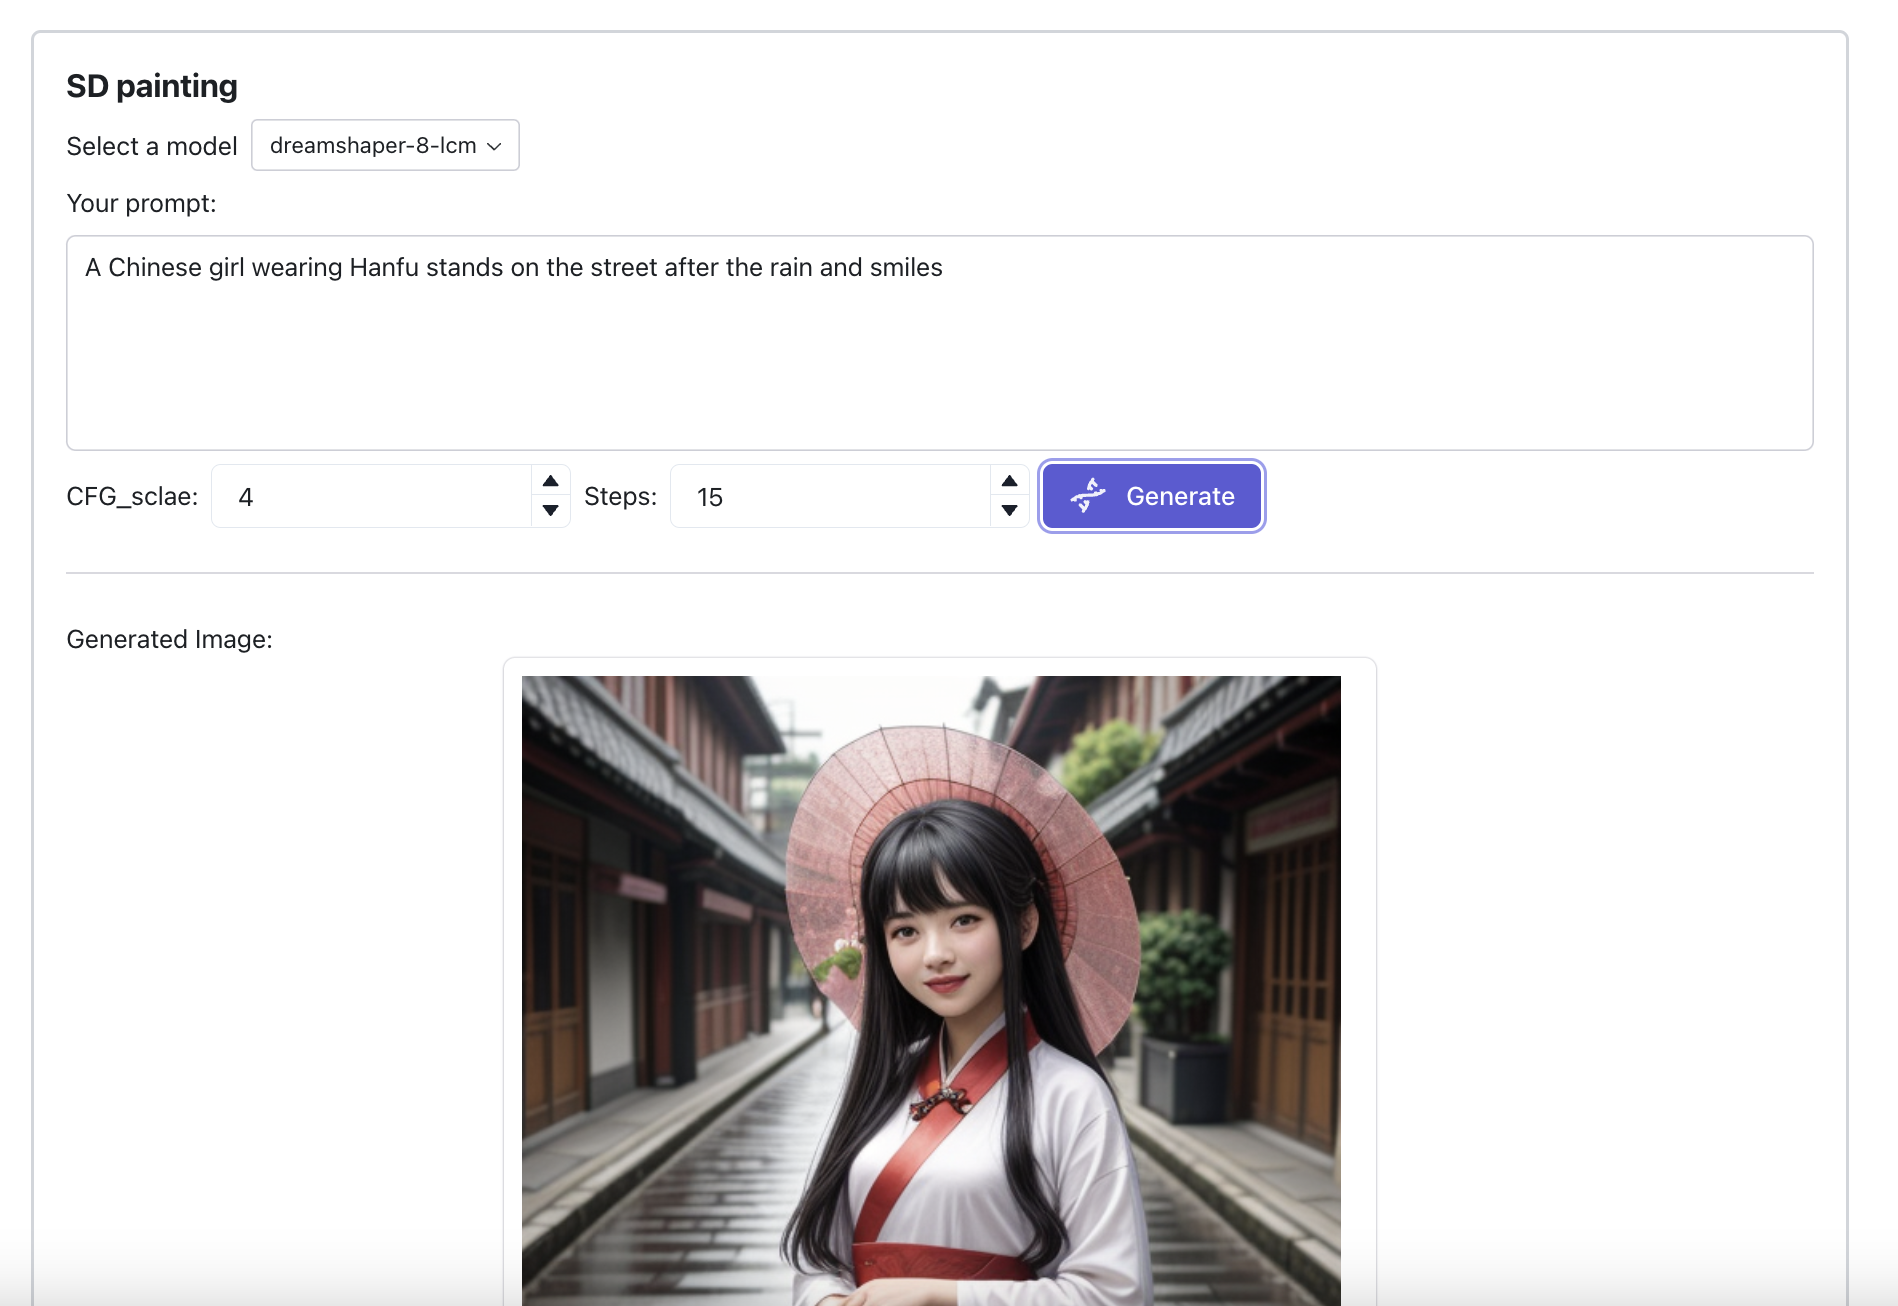 SD painting
Select a model dreamshaper-8-lcm
Your prompt:
A Chinese girl wearing Hanfu stands on the street after the rain and smiles
CFG_sclae: 4 Steps: 15 Generate
Generated Image: